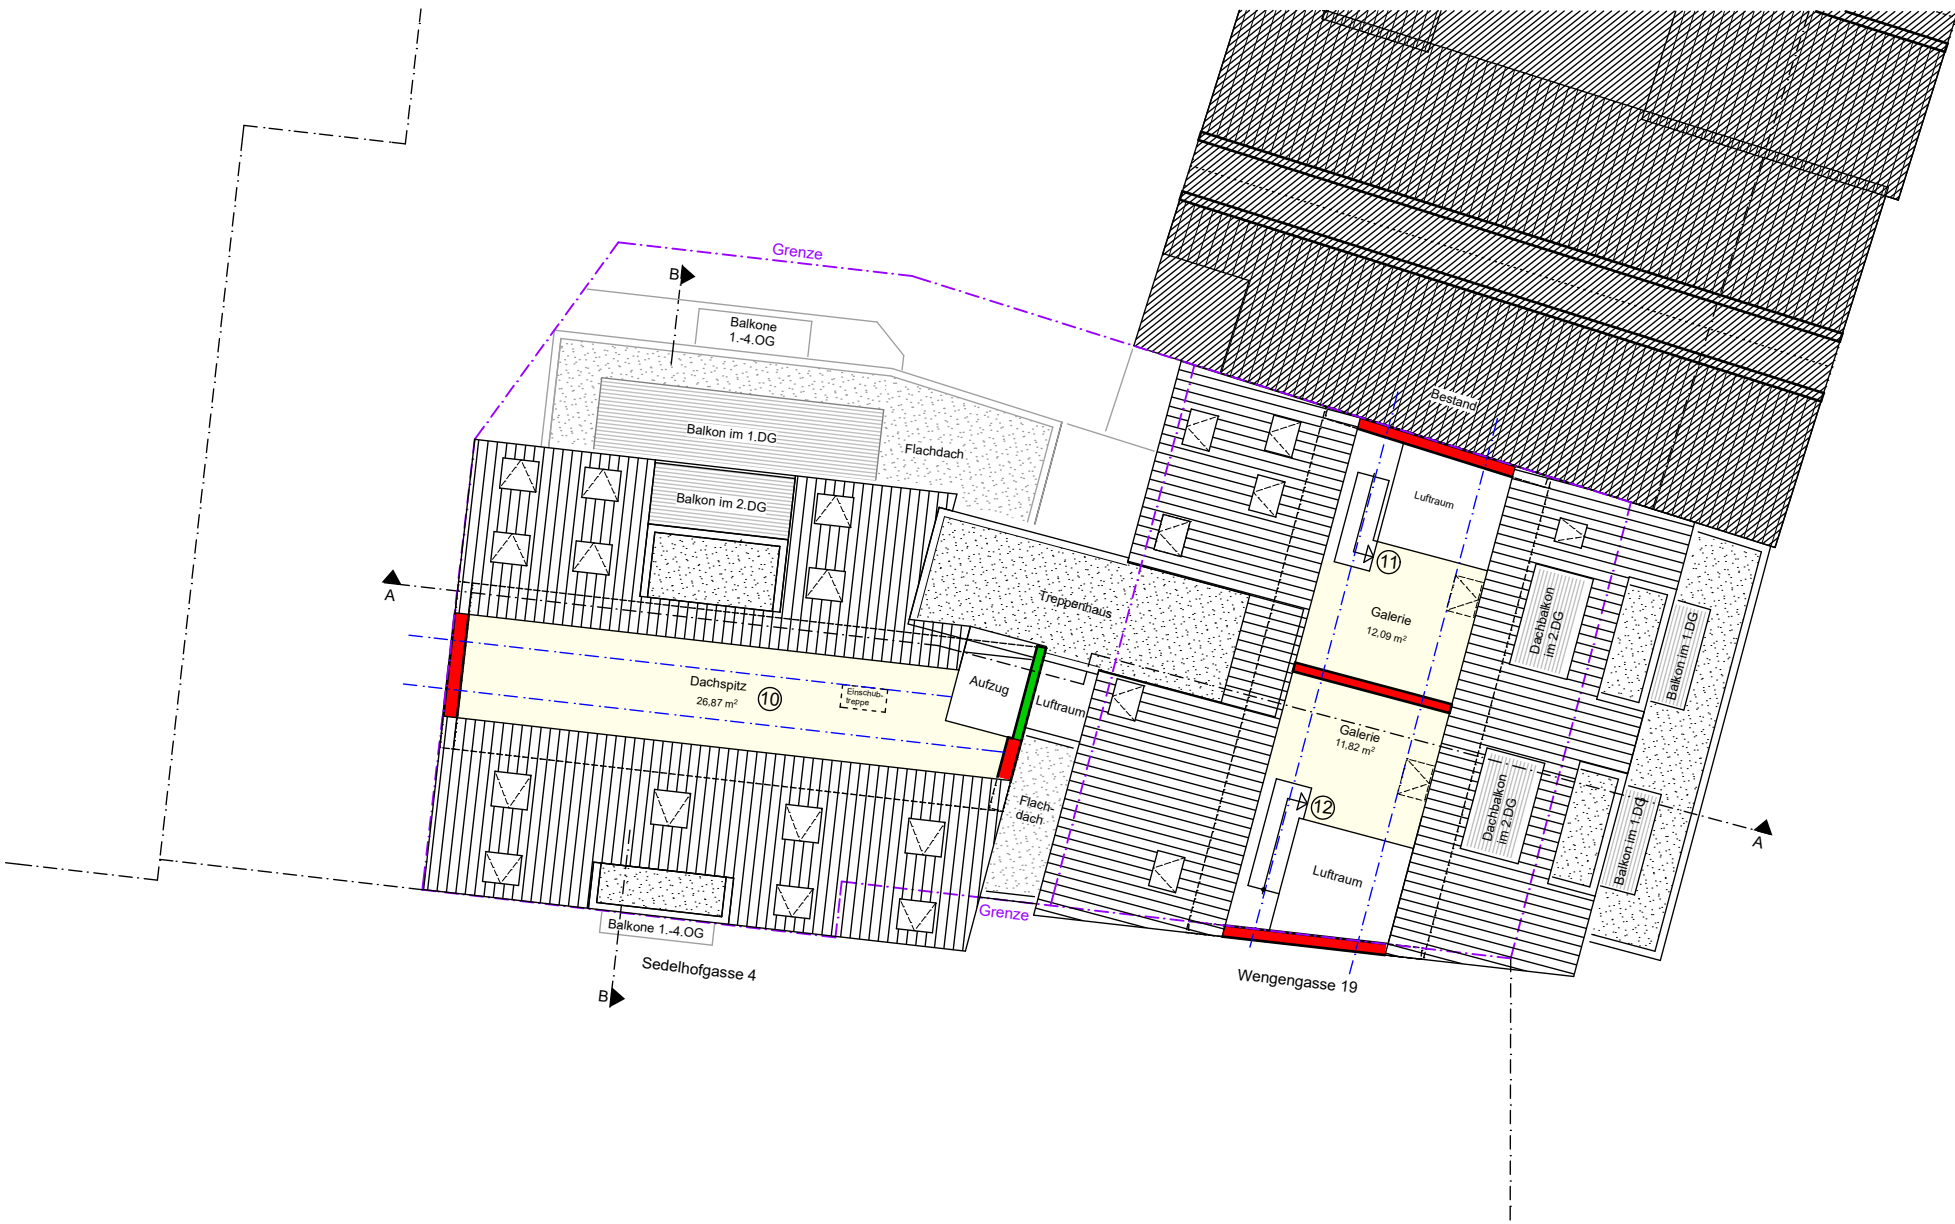 Grenze
B
Balkone
1.-4.OG
Bestand
Balkon im 1.DG
Flachdach
Balkon im 2.DG
Luftraum
11
A
Treppenhaus
Galerie
12,09 m²
Dachbalkon
im 2.DG
Balkon im 1.DG
Dachspitz
26,87 m²
10
Einschub-
treppe
Aufzug
Luftraum
Galerie
11,82 m²
Flach-
dach
12
Dachbalkon
im 2.DG
Balkon im 1.DG
A
Luftraum
Grenze
Balkone 1.-4.OG
Sedelhofgasse 4
Wengengasse 19
B